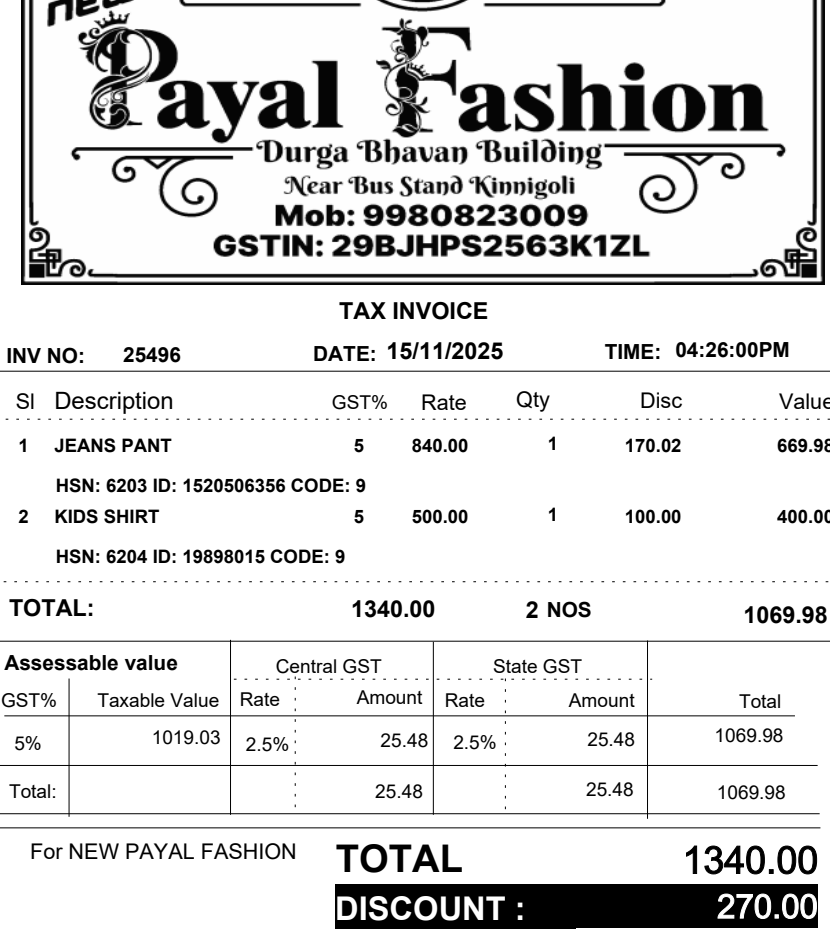 new
Payal Fashion
Durga Bhavan Building
Near Bus Stand Kinnigoli
Mob: 9980823009
GSTIN: 29BJHPS2563K1ZL
TAX INVOICE
INV NO: 25496 DATE: 15/11/2025 TIME: 04:26:00PM
Sl Description GST% Rate Qty Disc Value
1 JEANS PANT 5 840.00 1 170.02 669.98
HSN: 6203 ID: 1520506356 CODE: 9
2 KIDS SHIRT 5 500.00 1 100.00 400.00
HSN: 6204 ID: 19898015 CODE: 9
TOTAL: 1340.00 2 NOS 1069.98
Assessable value Central GST State GST
GST% Taxable Value Rate Amount Rate Amount Total
5% 1019.03 2.5% 25.48 2.5% 25.48 1069.98
Total: 25.48 25.48 1069.98
For NEW PAYAL FASHION TOTAL 1340.00
DISCOUNT : 270.00